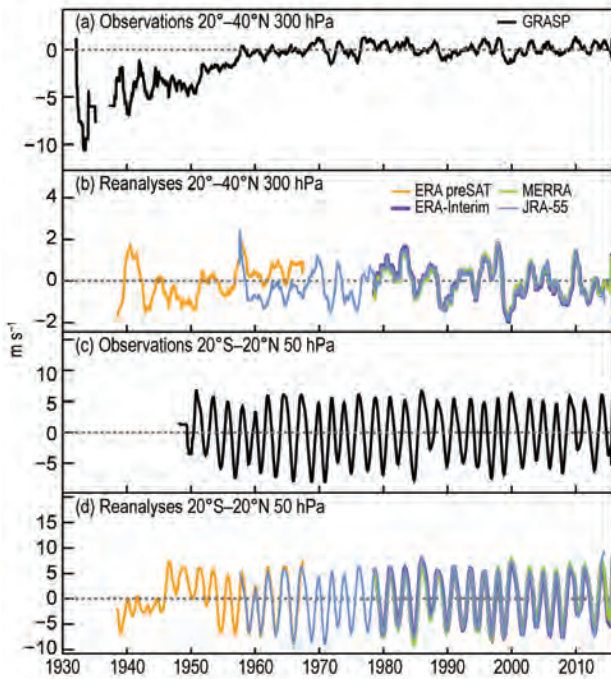 (a) Observations 20°–40°N 300 hPa
GRASP
0
−5
−10
(b) Reanalyses 20°–40°N 300 hPa
ERA preSAT
MERRA
ERA-Interim
JRA-55
4
2
0
−2
m s⁻¹
(c) Observations 20°S–20°N 50 hPa
15
10
5
0
−5
(d) Reanalyses 20°S–20°N 50 hPa
15
10
5
0
−5
−10
1930 1940 1950 1960 1970 1980 1990 2000 2010